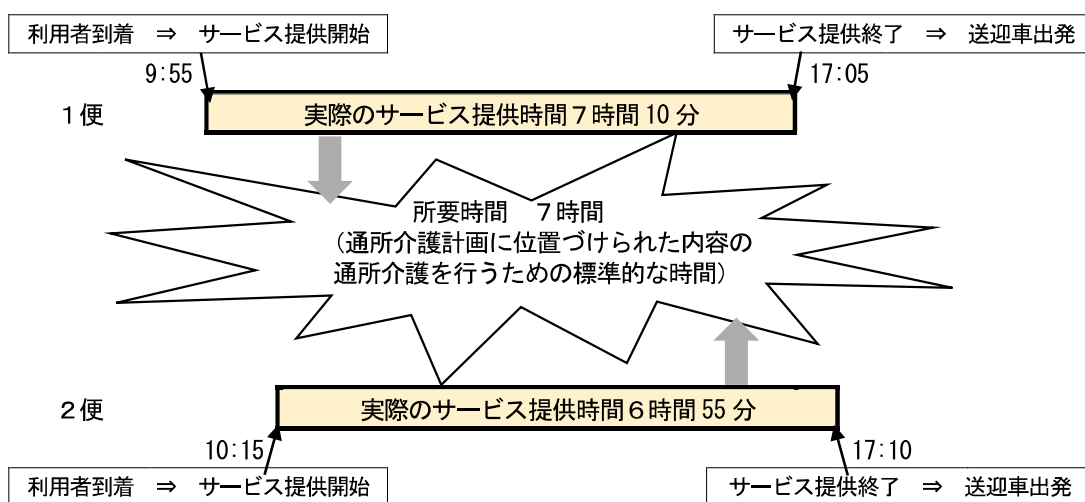 利用者到着 ⇒ サービス提供開始
サービス提供終了 ⇒ 送迎車出発
9:55
17:05
1便
実際のサービス提供時間7時間10分
所要時間 7時間
(通所介護計画に位置づけられた内容の
通所介護を行うための標準的な時間)
2便
実際のサービス提供時間6時間55分
10:15
17:10
利用者到着 ⇒ サービス提供開始
サービス提供終了 ⇒ 送迎車出発